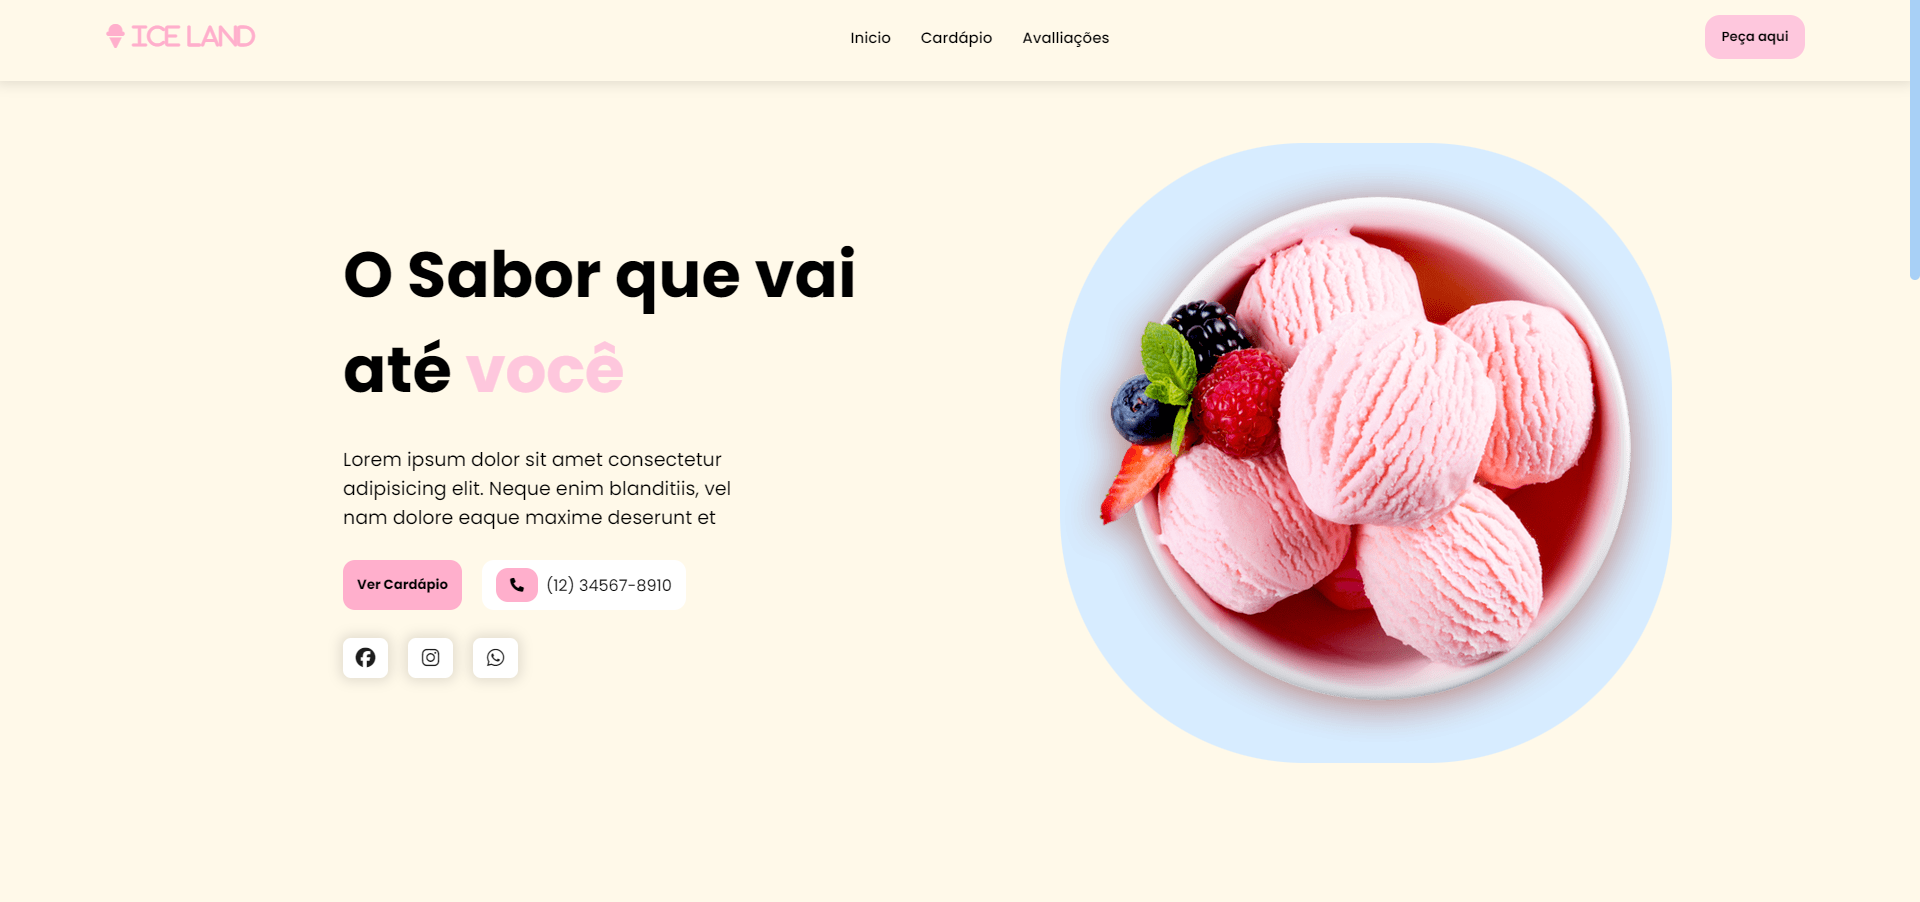 ICE LAND
Inicio
Cardápio
Avalliações
Peça aqui
O Sabor que vai
até você
Lorem ipsum dolor sit amet consectetur
adipisicing elit. Neque enim blanditiis, vel
nam dolore eaque maxime deserunt et
Ver Cardápio
(12) 34567-8910